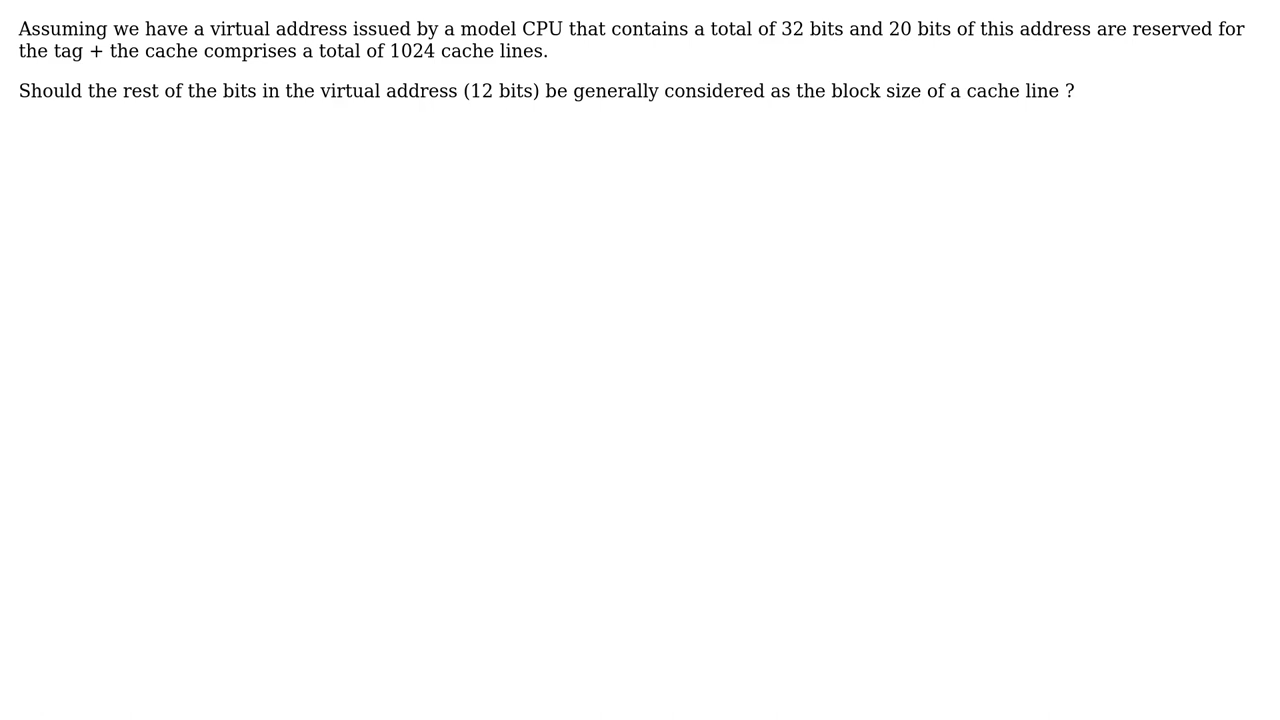 Assuming we have a virtual address issued by a model CPU that contains a total of 32 bits and 20 bits of this address are reserved for
the tag + the cache comprises a total of 1024 cache lines.
Should the rest of the bits in the virtual address (12 bits) be generally considered as the block size of a cache line ?